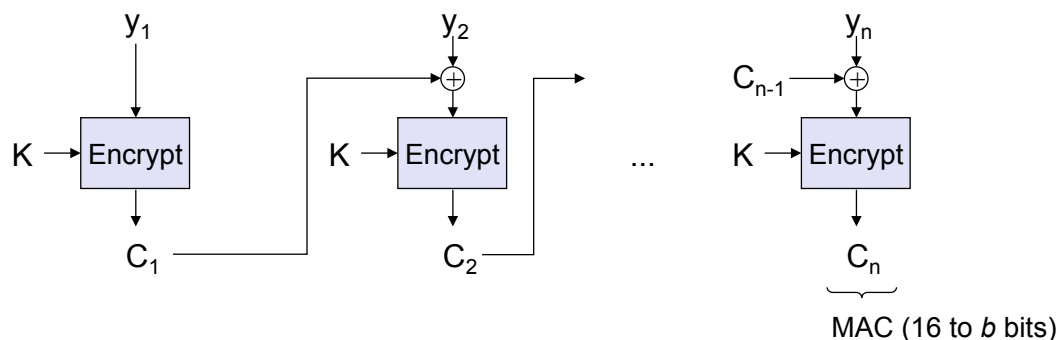 y₁ y₂ yₙ
+ Cₙ₋₁ +
K Encrypt K Encrypt ... K Encrypt
C₁ C₂ Cₙ
MAC (16 to b bits)